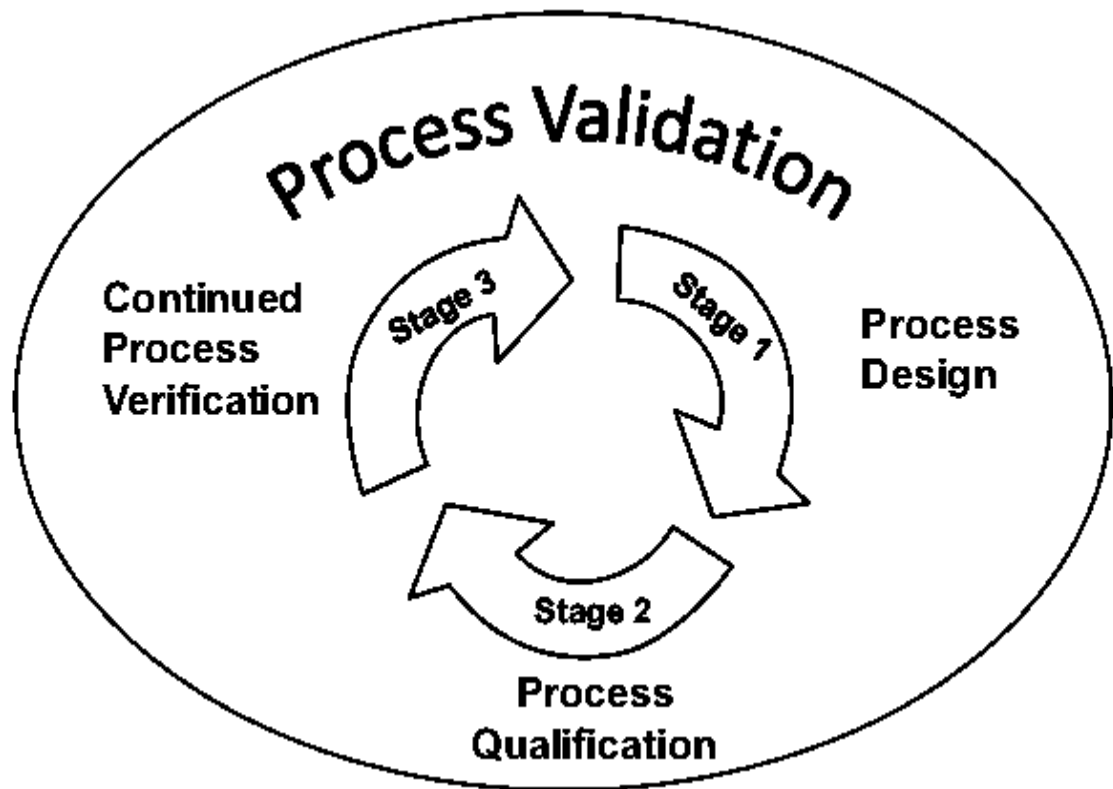 Process Validation
Stage 1
Process
Design
Stage 2
Process
Qualification
Stage 3
Continued
Process
Verification